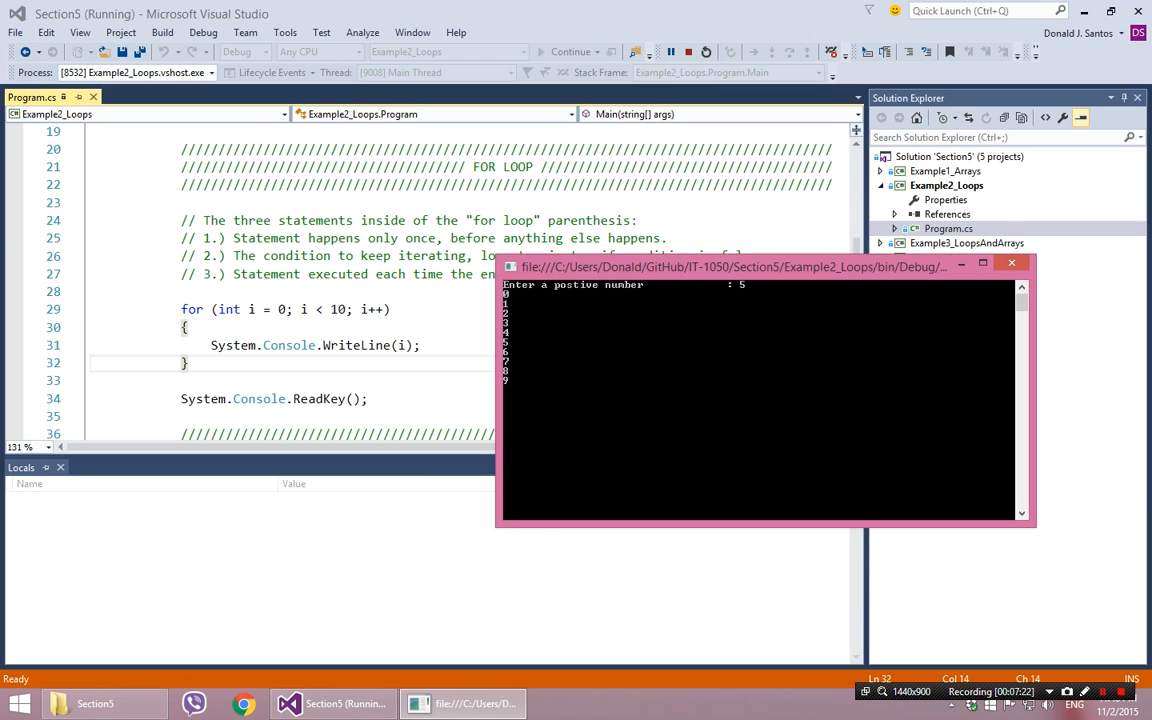 Section5 (Running) - Microsoft Visual Studio
Quick Launch (Ctrl+Q)
File Edit View Project Build Debug Team Tools Test Analyze Window Help
Donald J. Santos DS
Debug Any CPU Example2_Loops Continue
Process: [8532] Example2_Loops.vshost.exe Lifecycle Events Thread: [9008] Main Thread Stack Frame: Example2_Loops.Program.Main
Program.cs
Example2_Loops Example2_Loops.Program Main(string[] args)
19
20 ////////////////////////////////////////////////////////////////////////////////////////
21 /////////////////////////////////////// FOR LOOP ///////////////////////////////////////
22 ////////////////////////////////////////////////////////////////////////////////////////
23
24 // The three statements inside of the "for loop" parenthesis:
25 // 1.) Statement happens only once, before anything else happens.
26 // 2.) The condition to keep iterating,
27 // 3.) Statement executed each time the en
28
29 for (int i = 0; i < 10; i++)
30 {
31 System.Console.WriteLine(i);
32 }
33
34 System.Console.ReadKey();
35
36 //////////////////////////////////////////
131 %
Locals
Name Value
Solution Explorer
Search Solution Explorer (Ctrl+;)
Solution 'Section5' (5 projects)
Example1_Arrays
Example2_Loops
Properties
References
Program.cs
Example3_LoopsAndArrays
file:///C:/Users/Donald/GitHub/IT-1050/Section5/Example2_Loops/bin/Debug/...
Enter a postive number : 5
0
1
2
3
4
5
6
7
8
9
Ready Ln 32 Col 14 Ch 14 INS
Section5
Section5 (Runnin...
file:///C:/Users/D...
1440x900 Recording [00:07:22]
ENG
11/2/2015